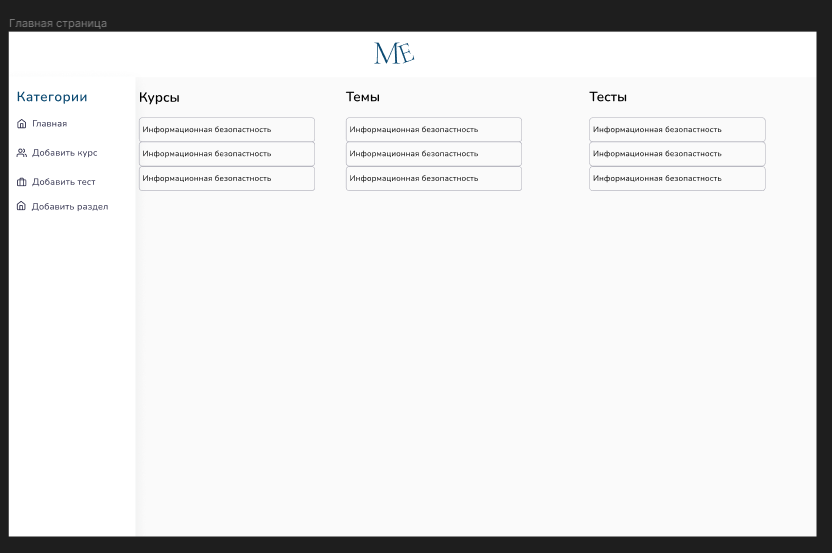 Главная страница
ME
Категории
Главная
Добавить курс
Добавить тест
Добавить раздел
Курсы
Информационная безопастность
Информационная безопастность
Информационная безопастность
Темы
Информационная безопастность
Информационная безопастность
Информационная безопастность
Тесты
Информационная безопастность
Информационная безопастность
Информационная безопастность